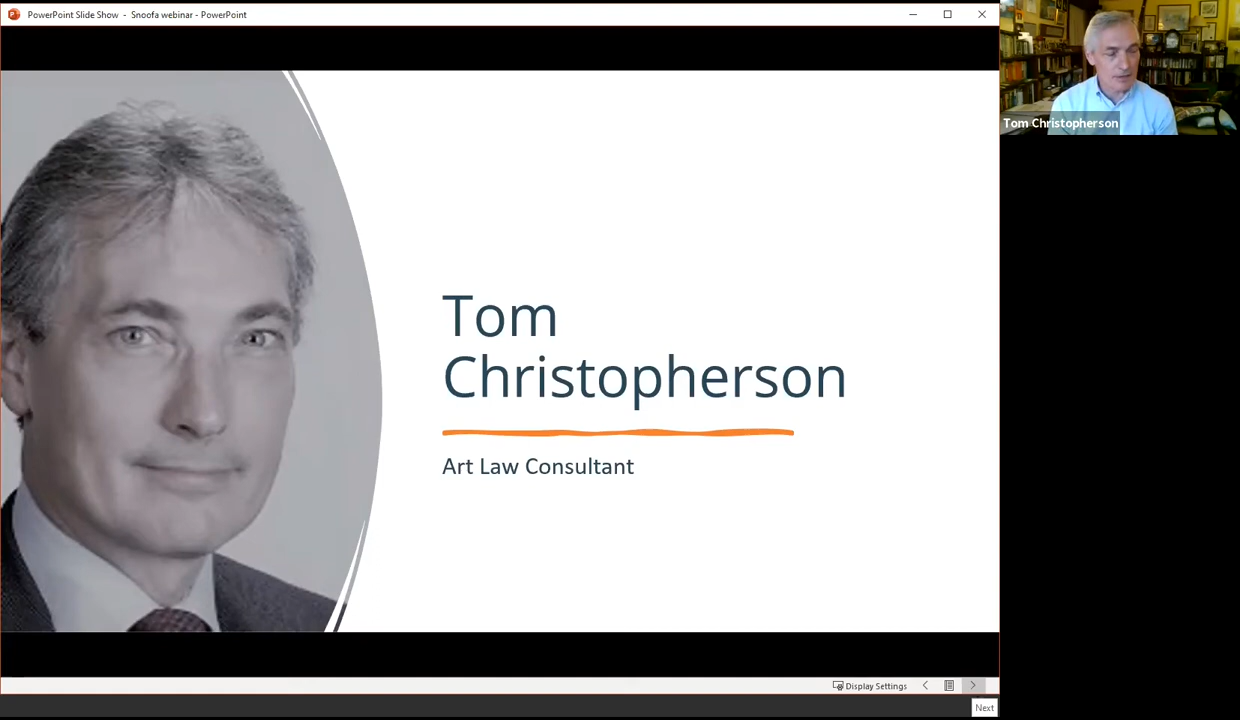 PowerPoint Slide Show - Snoofa webinar - PowerPoint
Tom Christopherson
Tom
Christopherson
Art Law Consultant
Display Settings
Next